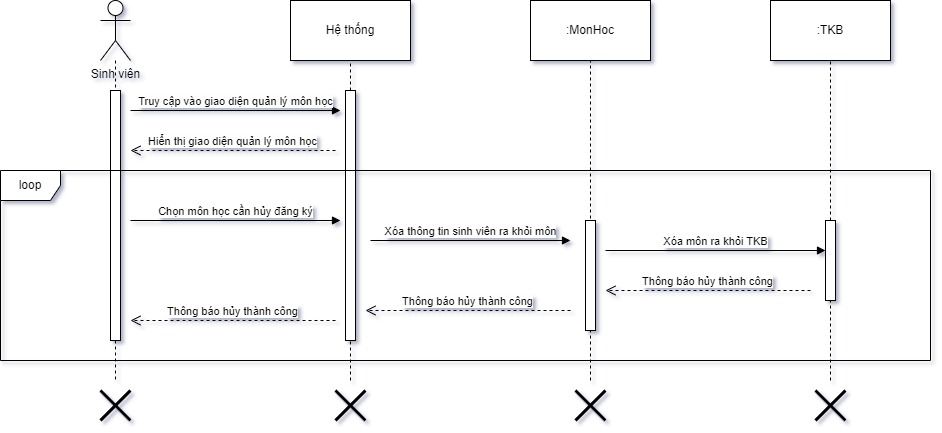 Sinh viên
Hệ thống
:MonHoc
:TKB
Truy cập vào giao diện quản lý môn học
Hiển thị giao diện quản lý môn học
loop
Chọn môn học cần hủy đăng ký
Xóa thông tin sinh viên ra khỏi môn
Xóa môn ra khỏi TKB
Thông báo hủy thành công
Thông báo hủy thành công
Thông báo hủy thành công